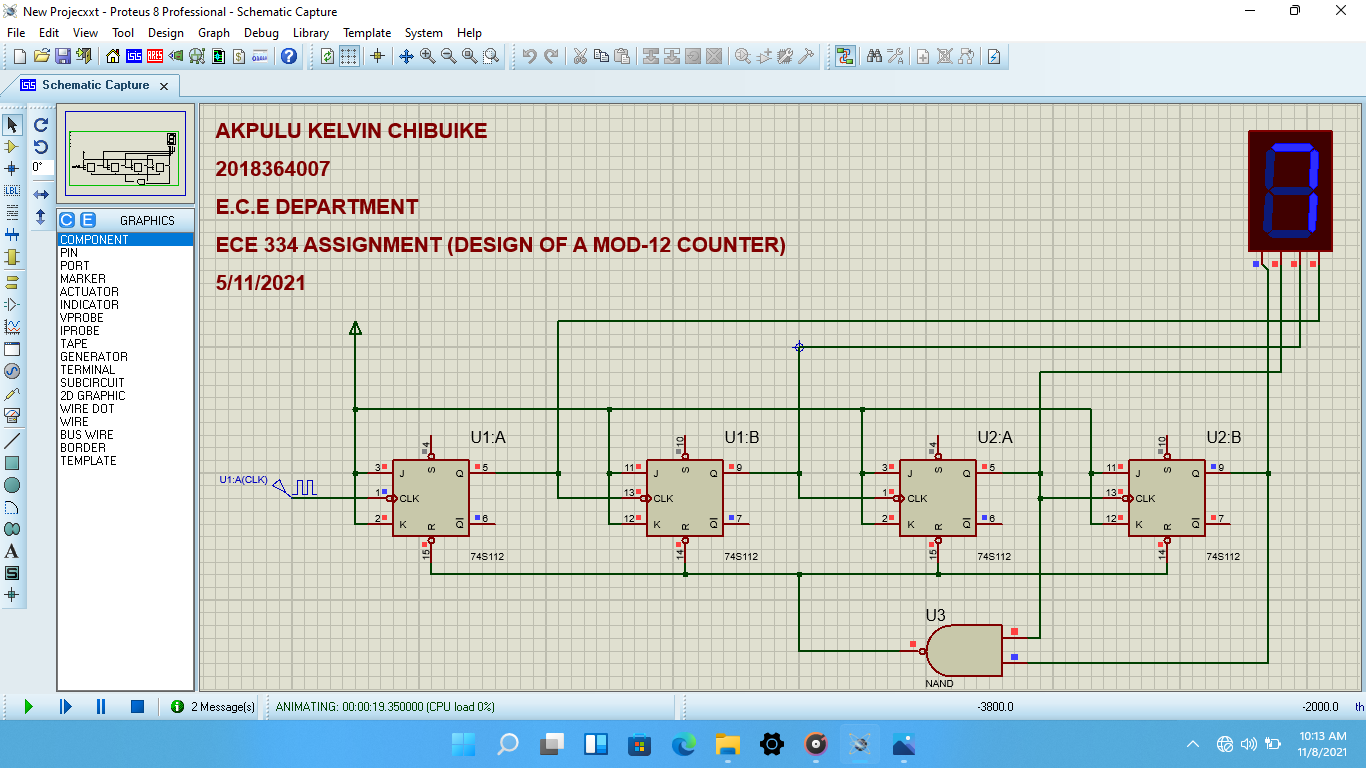 New Projecxxt - Proteus 8 Professional - Schematic Capture
File Edit View Tool Design Graph Debug Library Template System Help
Schematic Capture
0°
LBL
C E GRAPHICS
COMPONENT
PIN
PORT
MARKER
ACTUATOR
INDICATOR
VPROBE
IPROBE
TAPE
GENERATOR
TERMINAL
SUBCIRCUIT
2D GRAPHIC
WIRE DOT
WIRE
BUS WIRE
BORDER
TEMPLATE
AKPULU KELVIN CHIBUIKE
2018364007
E.C.E DEPARTMENT
ECE 334 ASSIGNMENT (DESIGN OF A MOD-12 COUNTER)
5/11/2021
U1:A U1:B U2:A U2:B
4 10 4 10
3 J S Q 5 11 J S Q 9 3 J S Q 5 11 J S Q 9
U1:A(CLK) 1 CLK 13 CLK 1 CLK 13 CLK
2 K R Q 6 12 K R Q 7 2 K R Q 6 12 K R Q 7
15 74S112 14 74S112 15 74S112 14 74S112
U3
NAND
2 Message(s) ANIMATING: 00:00:19.350000 (CPU load 0%) -3800.0 -2000.0 th
10:13 AM
11/8/2021